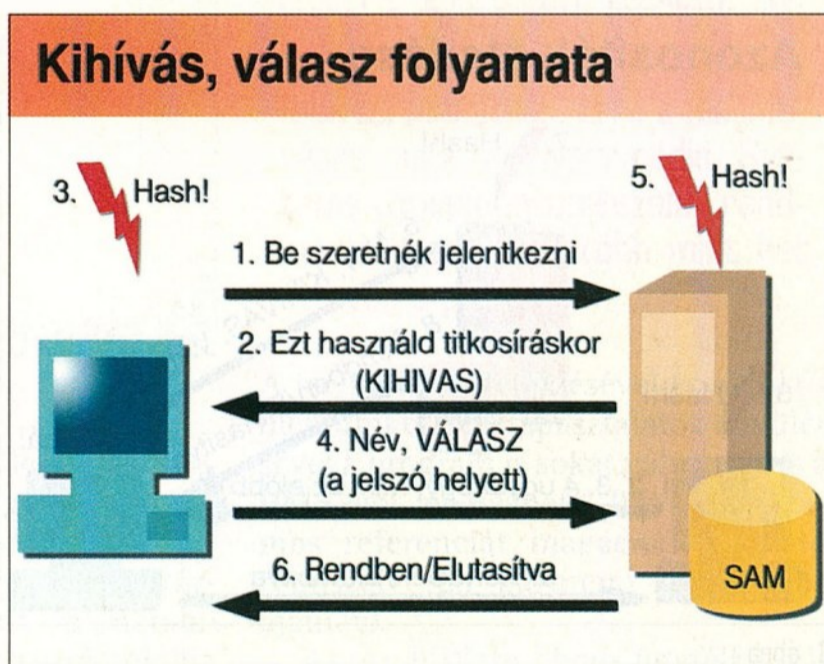 Kihívás, válasz folyamata
3. Hash!
5. Hash!
1. Be szeretnék jelentkezni
2. Ezt használd titkosíráskor
(KIHIVAS)
4. Név, VÁLASZ
(a jelszó helyett)
6. Rendben/Elutasítva
SAM